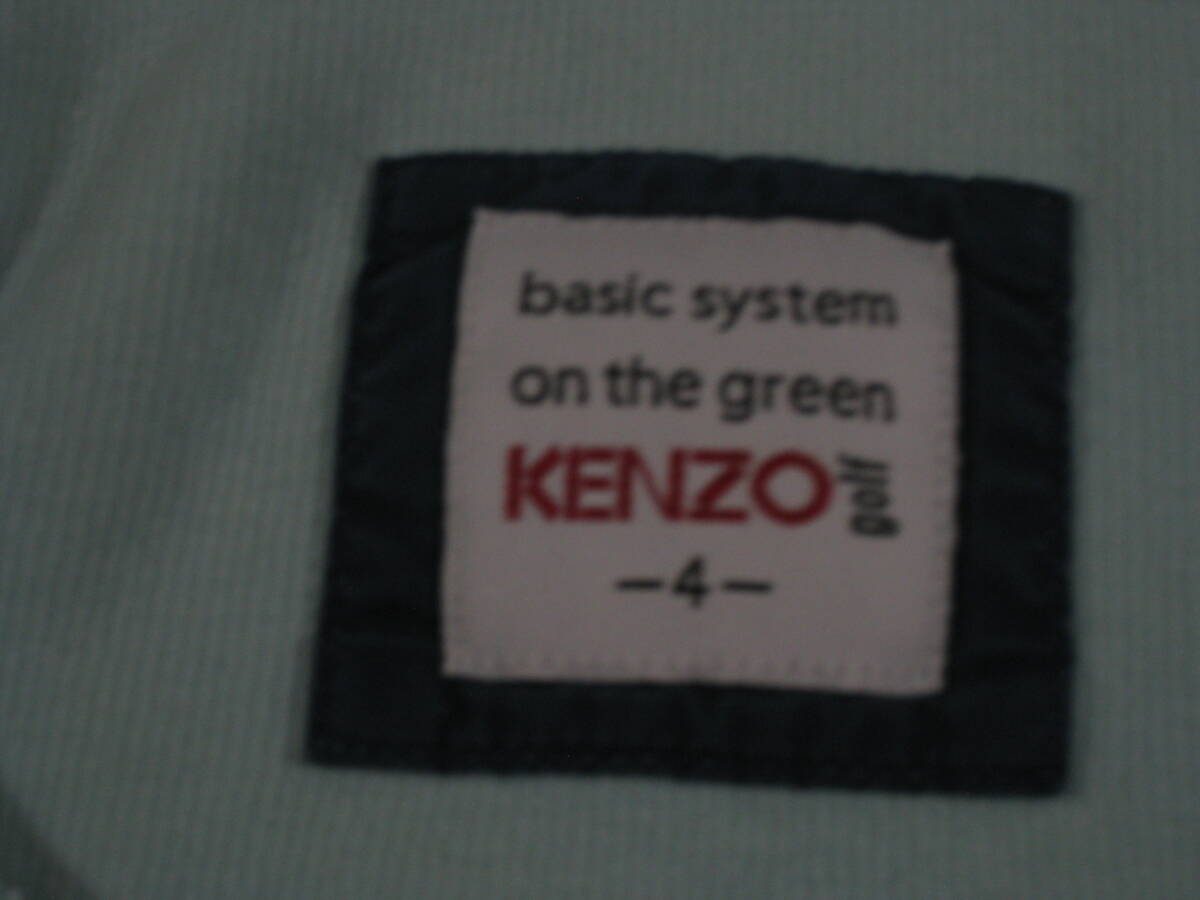 basic system
on the green
KENZO golf
—4—